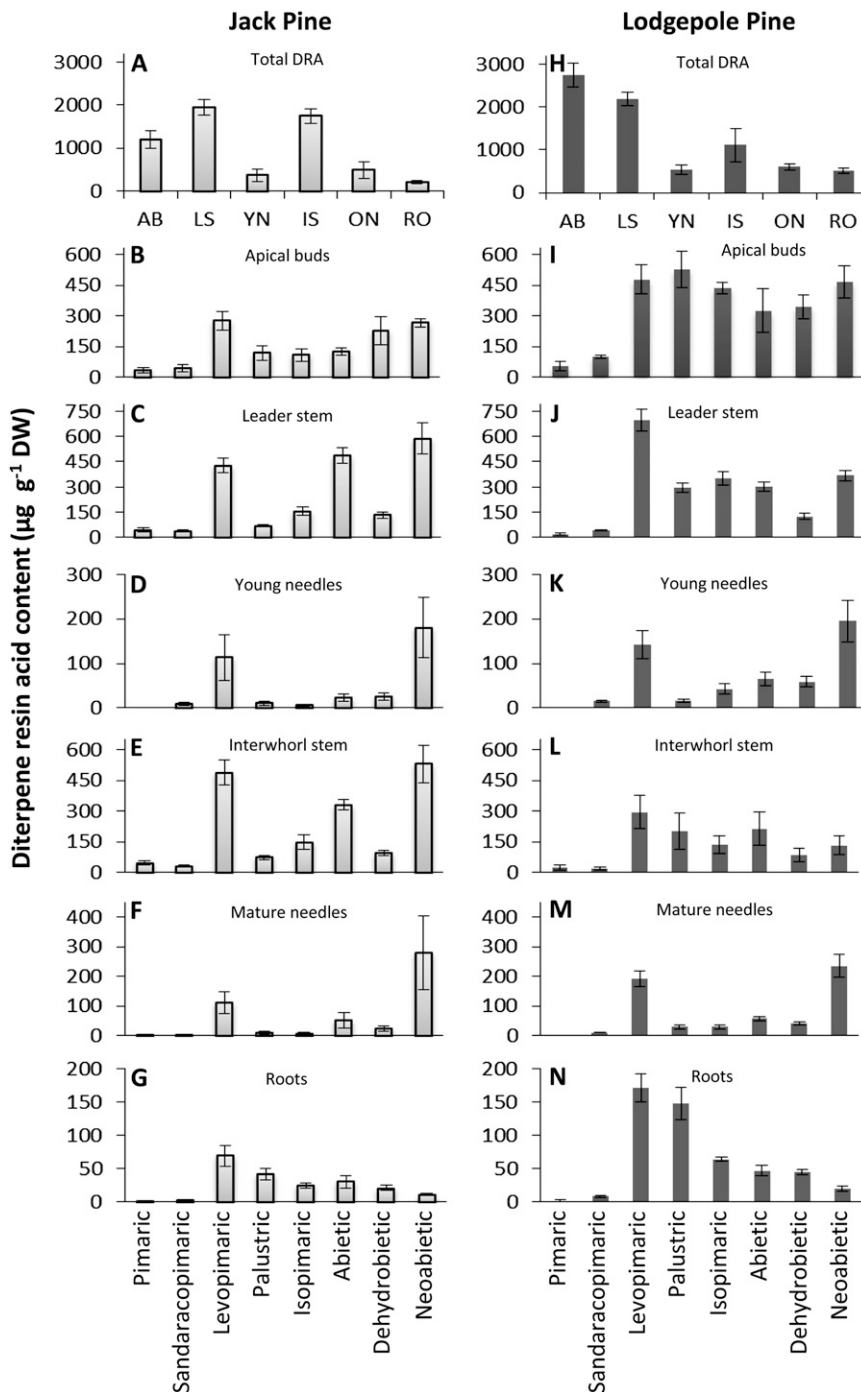 Jack Pine
Lodgepole Pine
Diterpene resin acid content (µg g-1 DW)
A
Total DRA
3000
2000
1000
0
AB LS YN IS ON RO
B
Apical buds
600
450
300
150
0
C
Leader stem
750
600
450
300
150
0
D
Young needles
300
200
100
0
E
Interwhorl stem
600
450
300
150
0
F
Mature needles
400
300
200
100
0
G
Roots
200
150
100
50
0
Pimaric
Sandaracopimaric
Levopimaric
Palustric
Isopimaric
Abietic
Dehydrobietic
Neoabietic
H
Total DRA
3000
2000
1000
0
AB LS YN IS ON RO
I
Apical buds
600
450
300
150
0
J
Leader stem
750
600
450
300
150
0
K
Young needles
300
200
100
0
L
Interwhorl stem
600
450
300
150
0
M
Mature needles
400
300
200
100
0
N
Roots
200
150
100
50
0
Pimaric
Sandaracopimaric
Levopimaric
Palustric
Isopimaric
Abietic
Dehydrobietic
Neoabietic